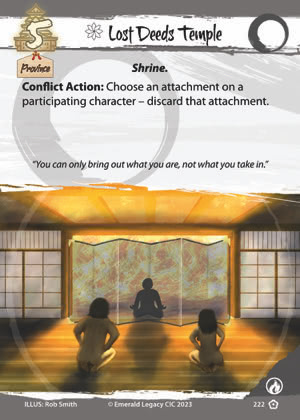 5
Lost Deeds Temple
Province
Shrine.
Conflict Action: Choose an attachment on a
participating character – discard that attachment.
“You can only bring out what you are, not what you take in.”
ILLUS: Rob Smith
© Emerald Legacy CIC 2023
222